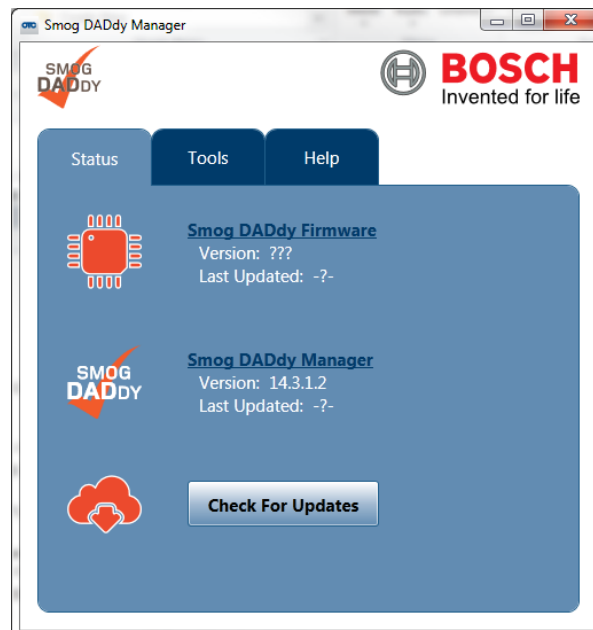 Smog DADdy Manager
SMOG
DADDY
BOSCH
Invented for life
Status
Tools
Help
Smog DADdy Firmware
Version: ???
Last Updated: -?-
SMOG
DADDY
Smog DADdy Manager
Version: 14.3.1.2
Last Updated: -?-
Check For Updates